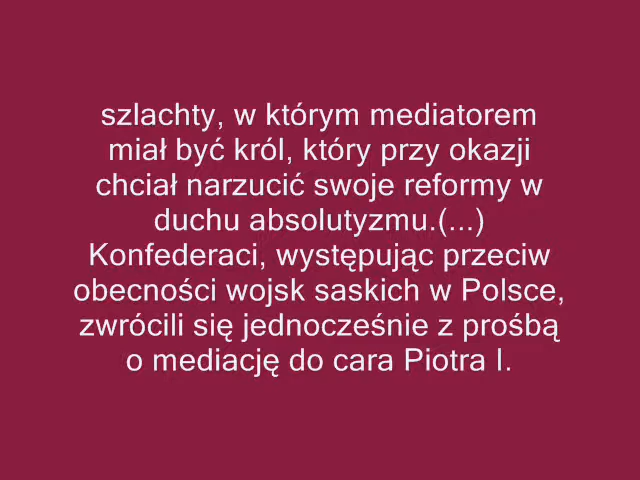 szlachty, w którym mediatorem
miał być król, który przy okazji
chciał narzucić swoje reformy w
duchu absolutyzmu.(...)
Konfederaci, występując przeciw
obecności wojsk saskich w Polsce,
zwrócili się jednocześnie z prośbą
o mediację do cara Piotra I.